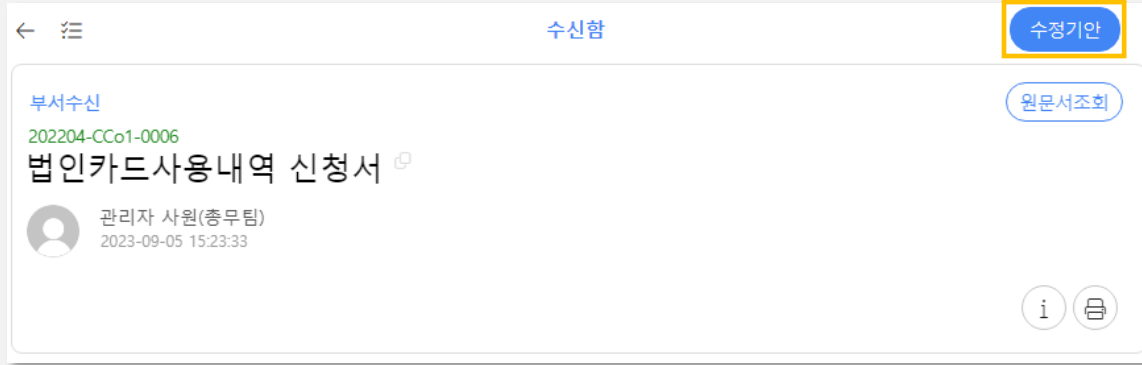 수신함
수정기안
부서수신
원문서조회
202204-CCo1-0006
법인카드사용내역 신청서
관리자 사원(총무팀)
2023-09-05 15:23:33
i